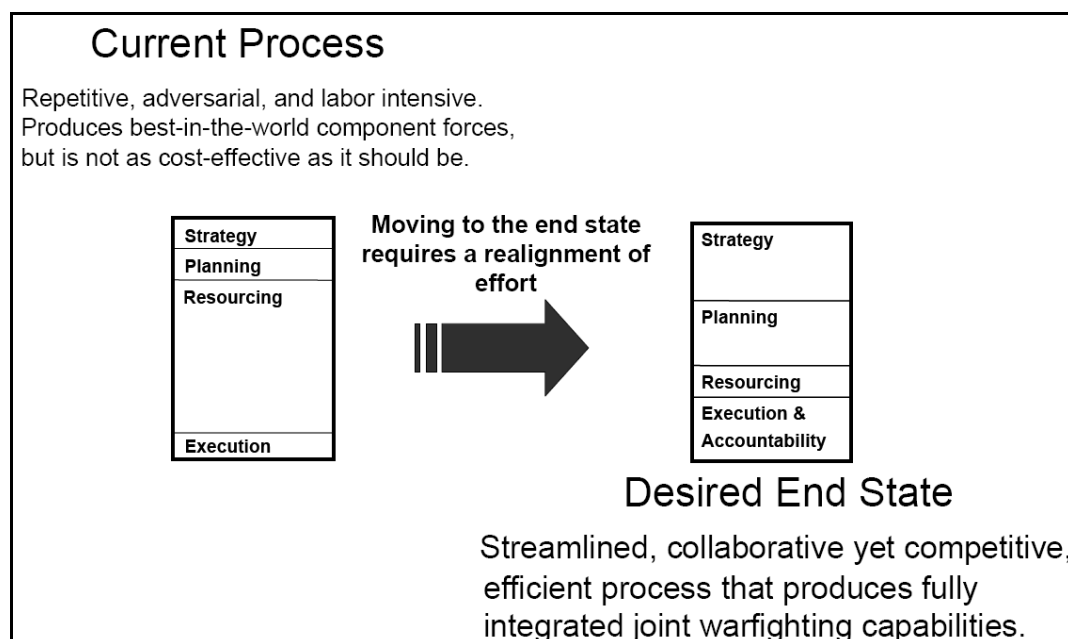 Current Process
Repetitive, adversarial, and labor intensive.
Produces best-in-the-world component forces,
but is not as cost-effective as it should be.
Strategy
Planning
Resourcing
Execution
Moving to the end state
requires a realignment of
effort
Strategy
Planning
Resourcing
Execution &
Accountability
Desired End State
Streamlined, collaborative yet competitive,
efficient process that produces fully
integrated joint warfighting capabilities.